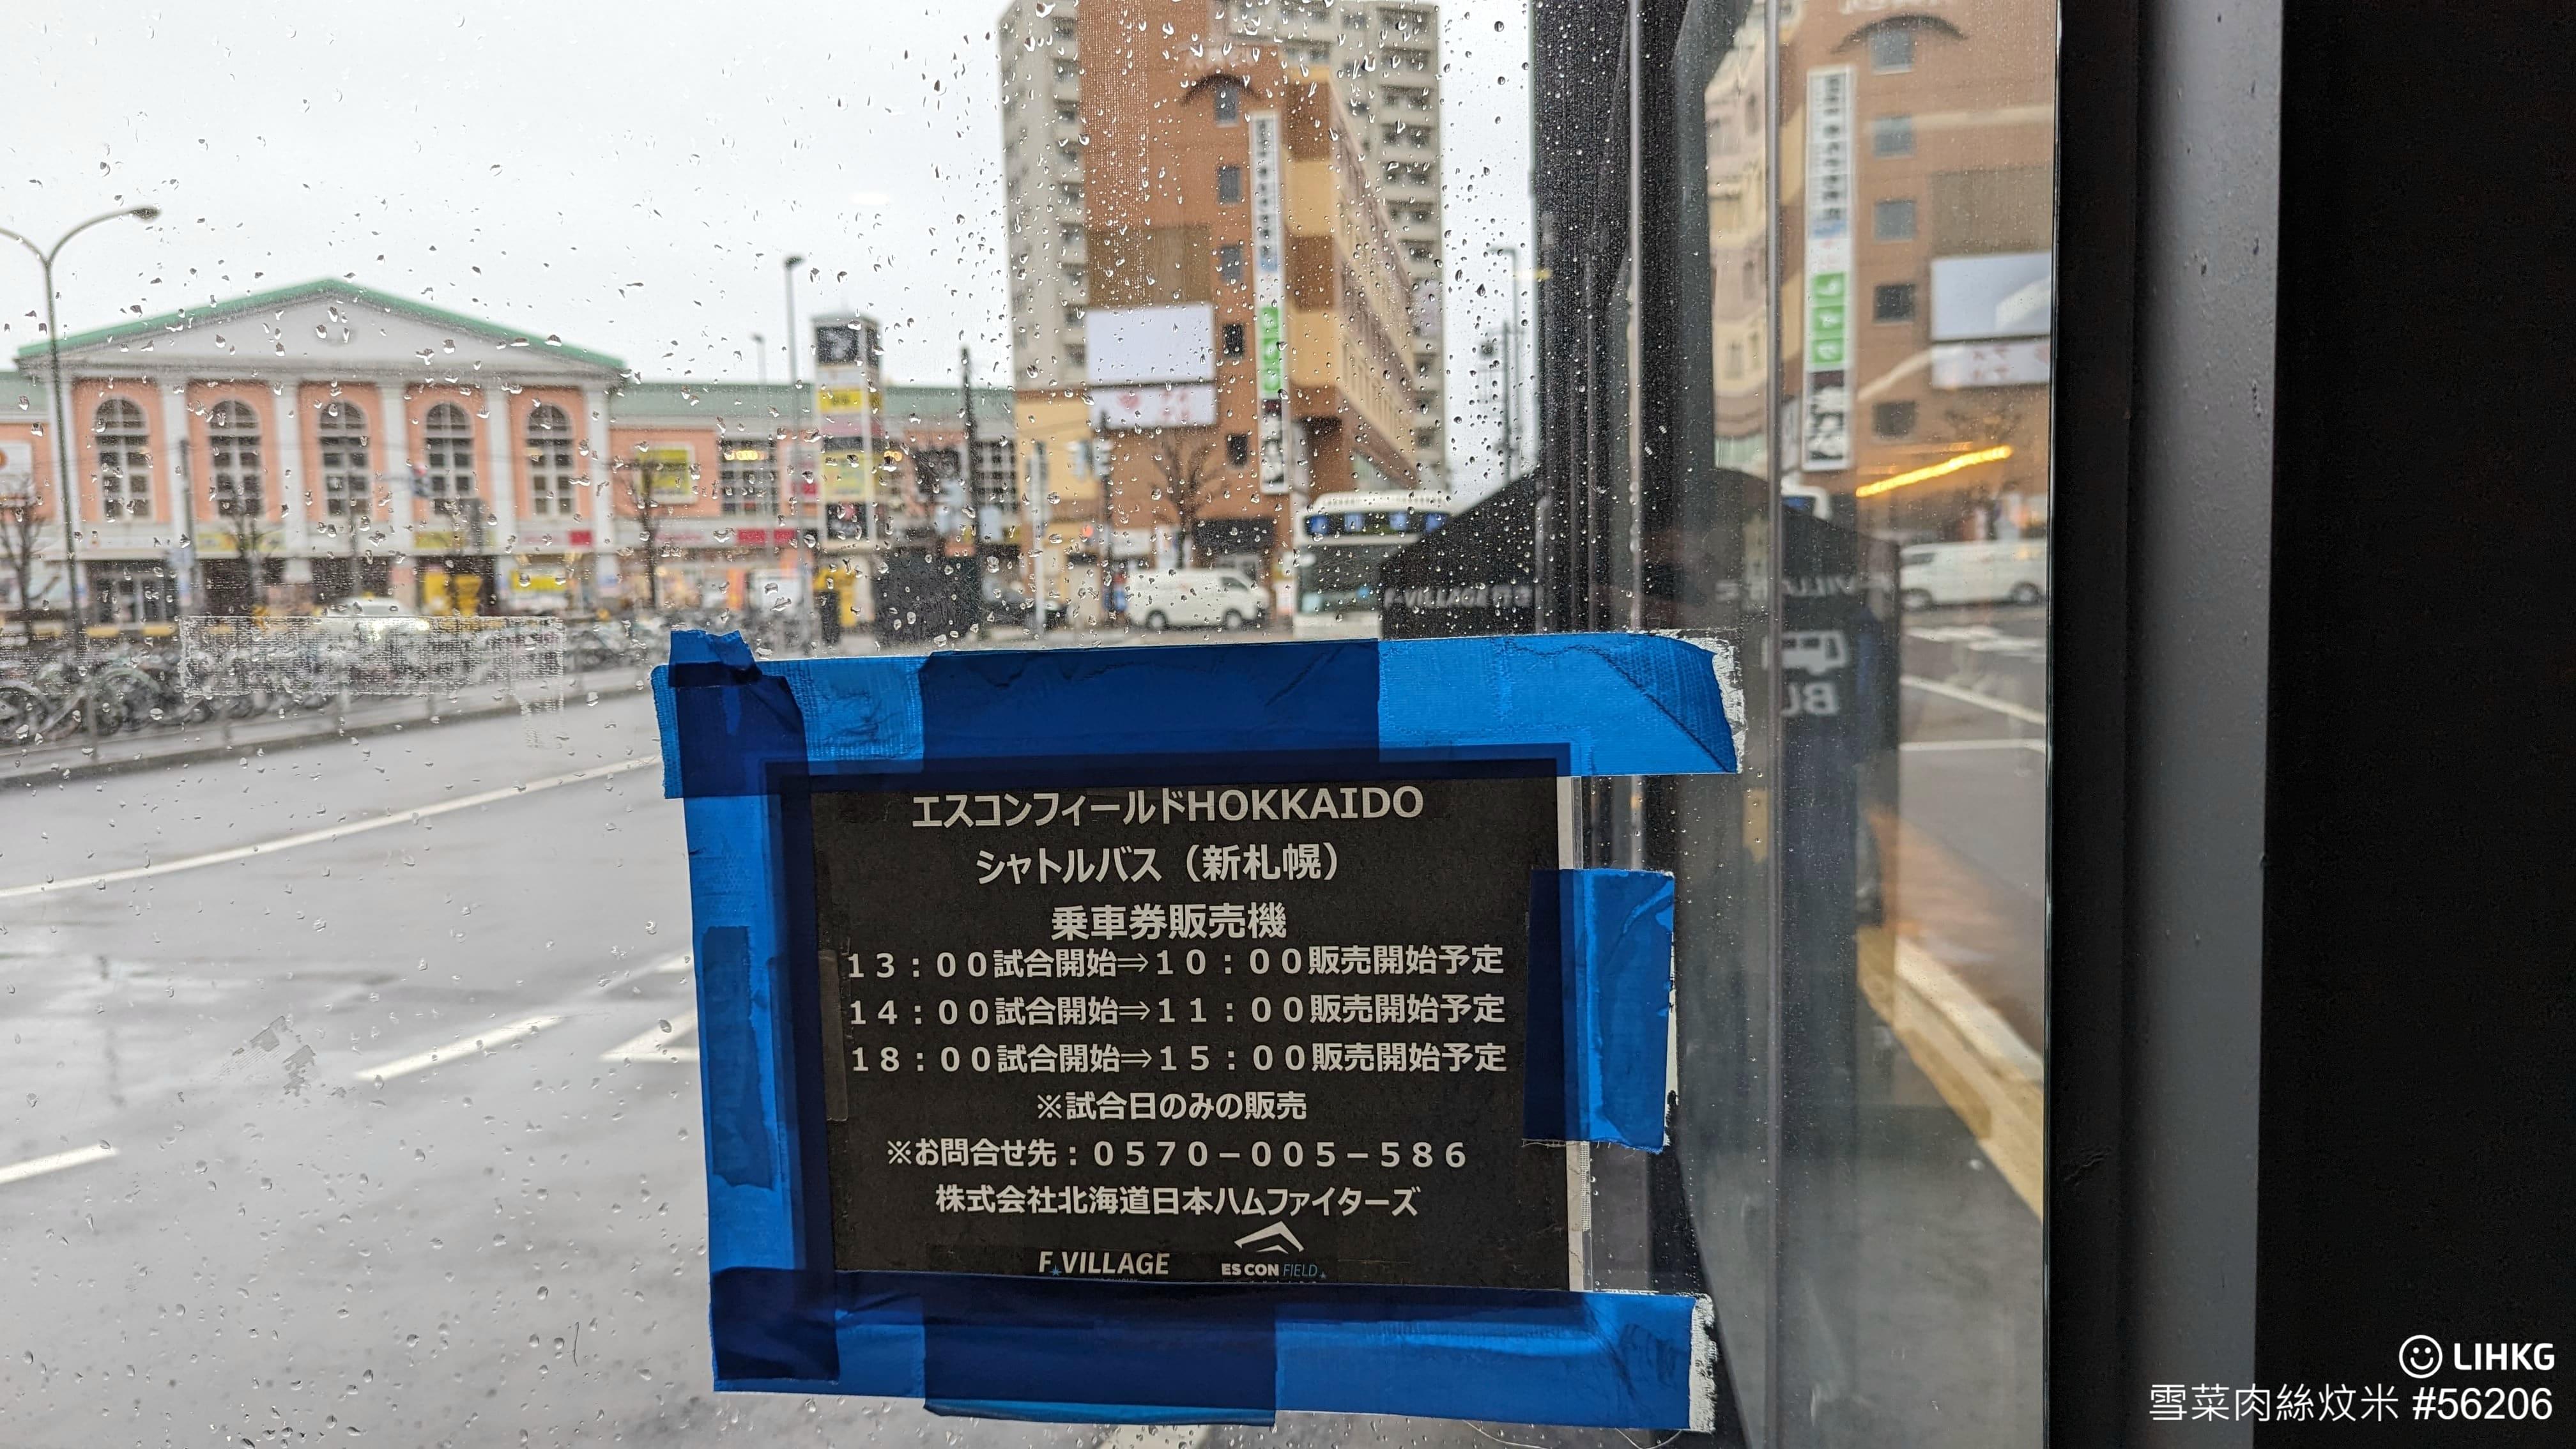 エスコンフィールドHOKKAIDO
シャトルバス（新札幌）
乗車券販売機
１３：００試合開始⇒１０：００販売開始予定
１４：００試合開始⇒１１：００販売開始予定
１８：００試合開始⇒１５：００販売開始予定
※試合日のみの販売
※お問合せ先：０５７０－００５－５８６
株式会社北海道日本ハムファイターズ
F VILLAGE
ES CON FIELD
LIHKG
雪菜肉絲炆米 #56206